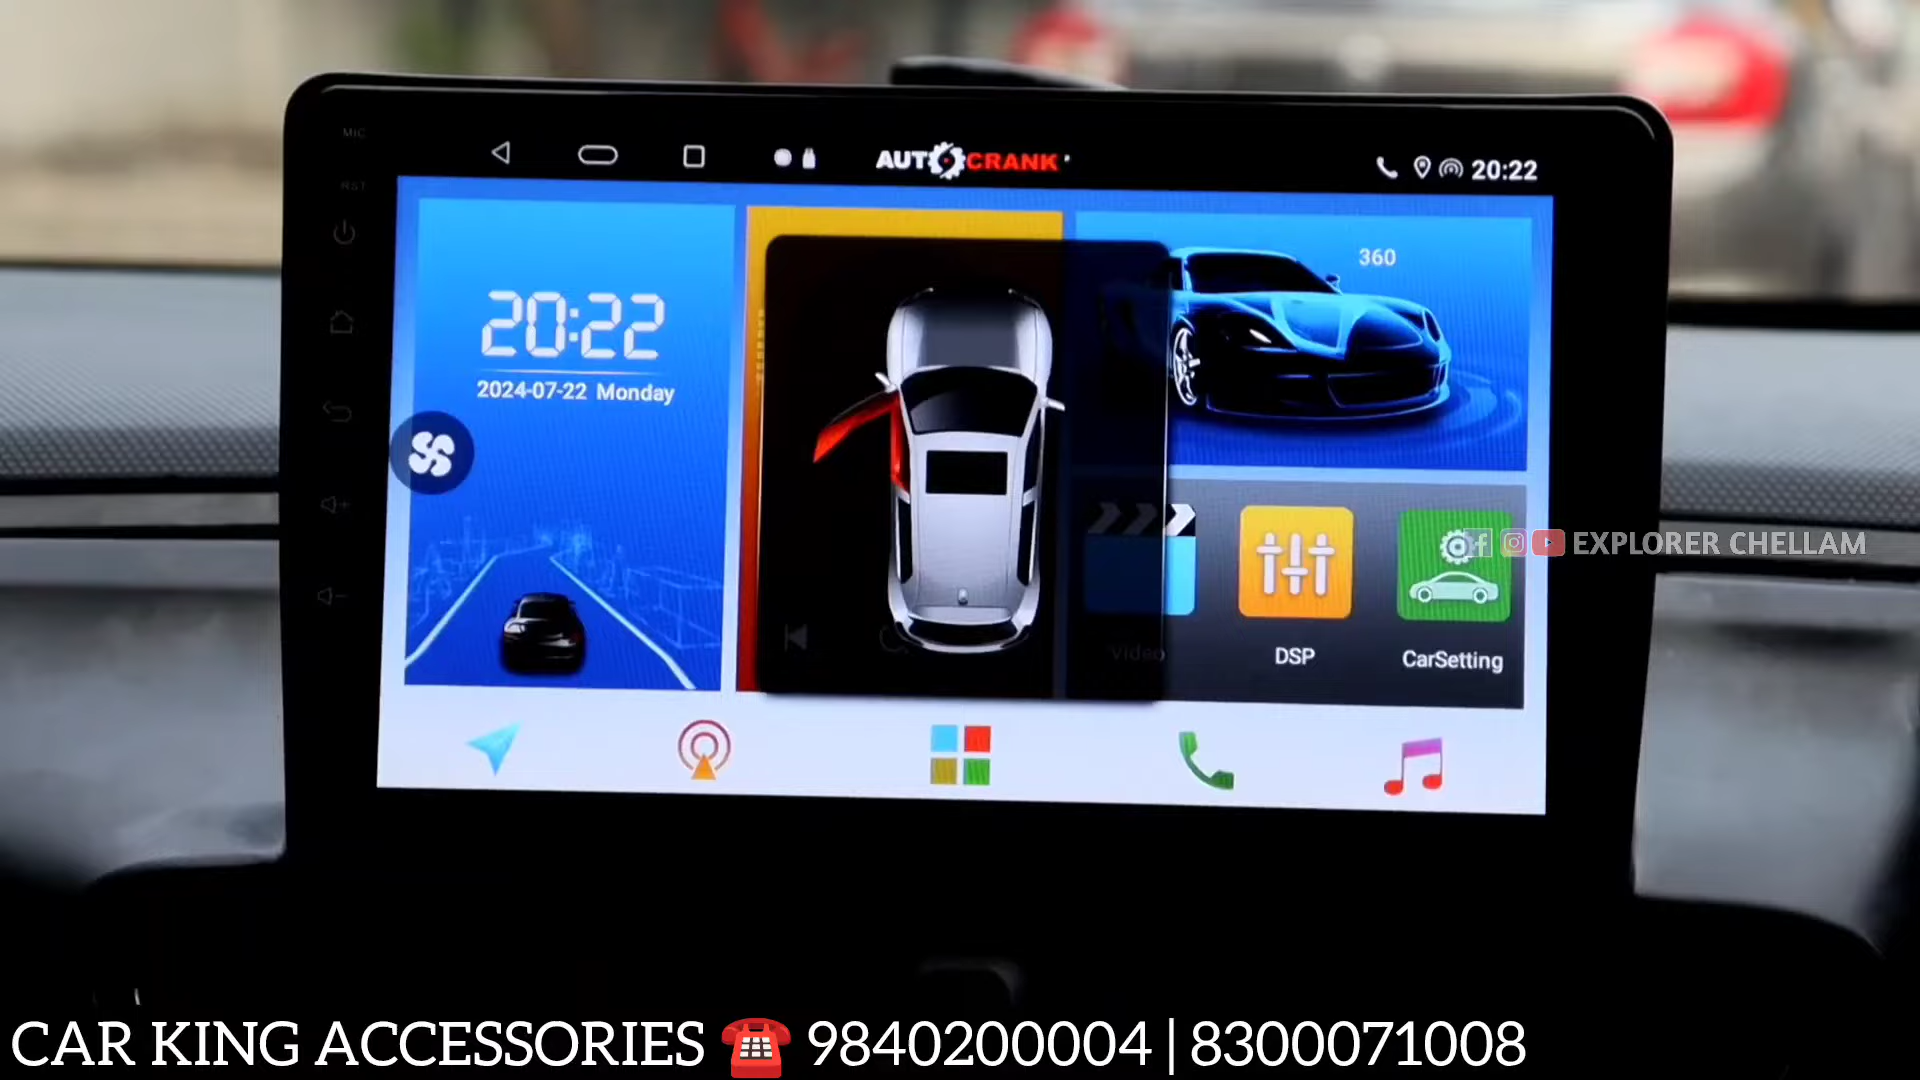 MIC
AUTOCRANK
20:22
RST
360
20:22
2024-07-22 Monday
EXPLORER CHELLAM
Video
DSP
CarSetting
CAR KING ACCESSORIES ☎️ 9840200004 | 8300071008